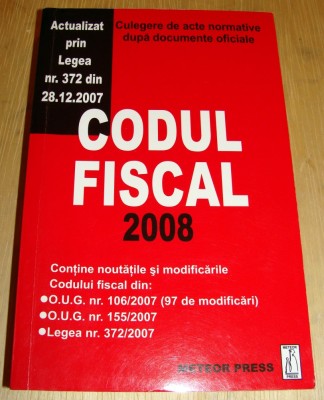 Actualizat
prin
Legea
nr. 372 din
28.12.2007
Culegere de acte normative
după documente oficiale
CODUL
FISCAL
2008
Conține noutățile și modificările
Codului fiscal din:
●O.U.G. nr. 106/2007 (97 de modificări)
●O.U.G. nr. 155/2007
●Legea nr. 372/2007
METEOR PRESS
METEOR
PRESS